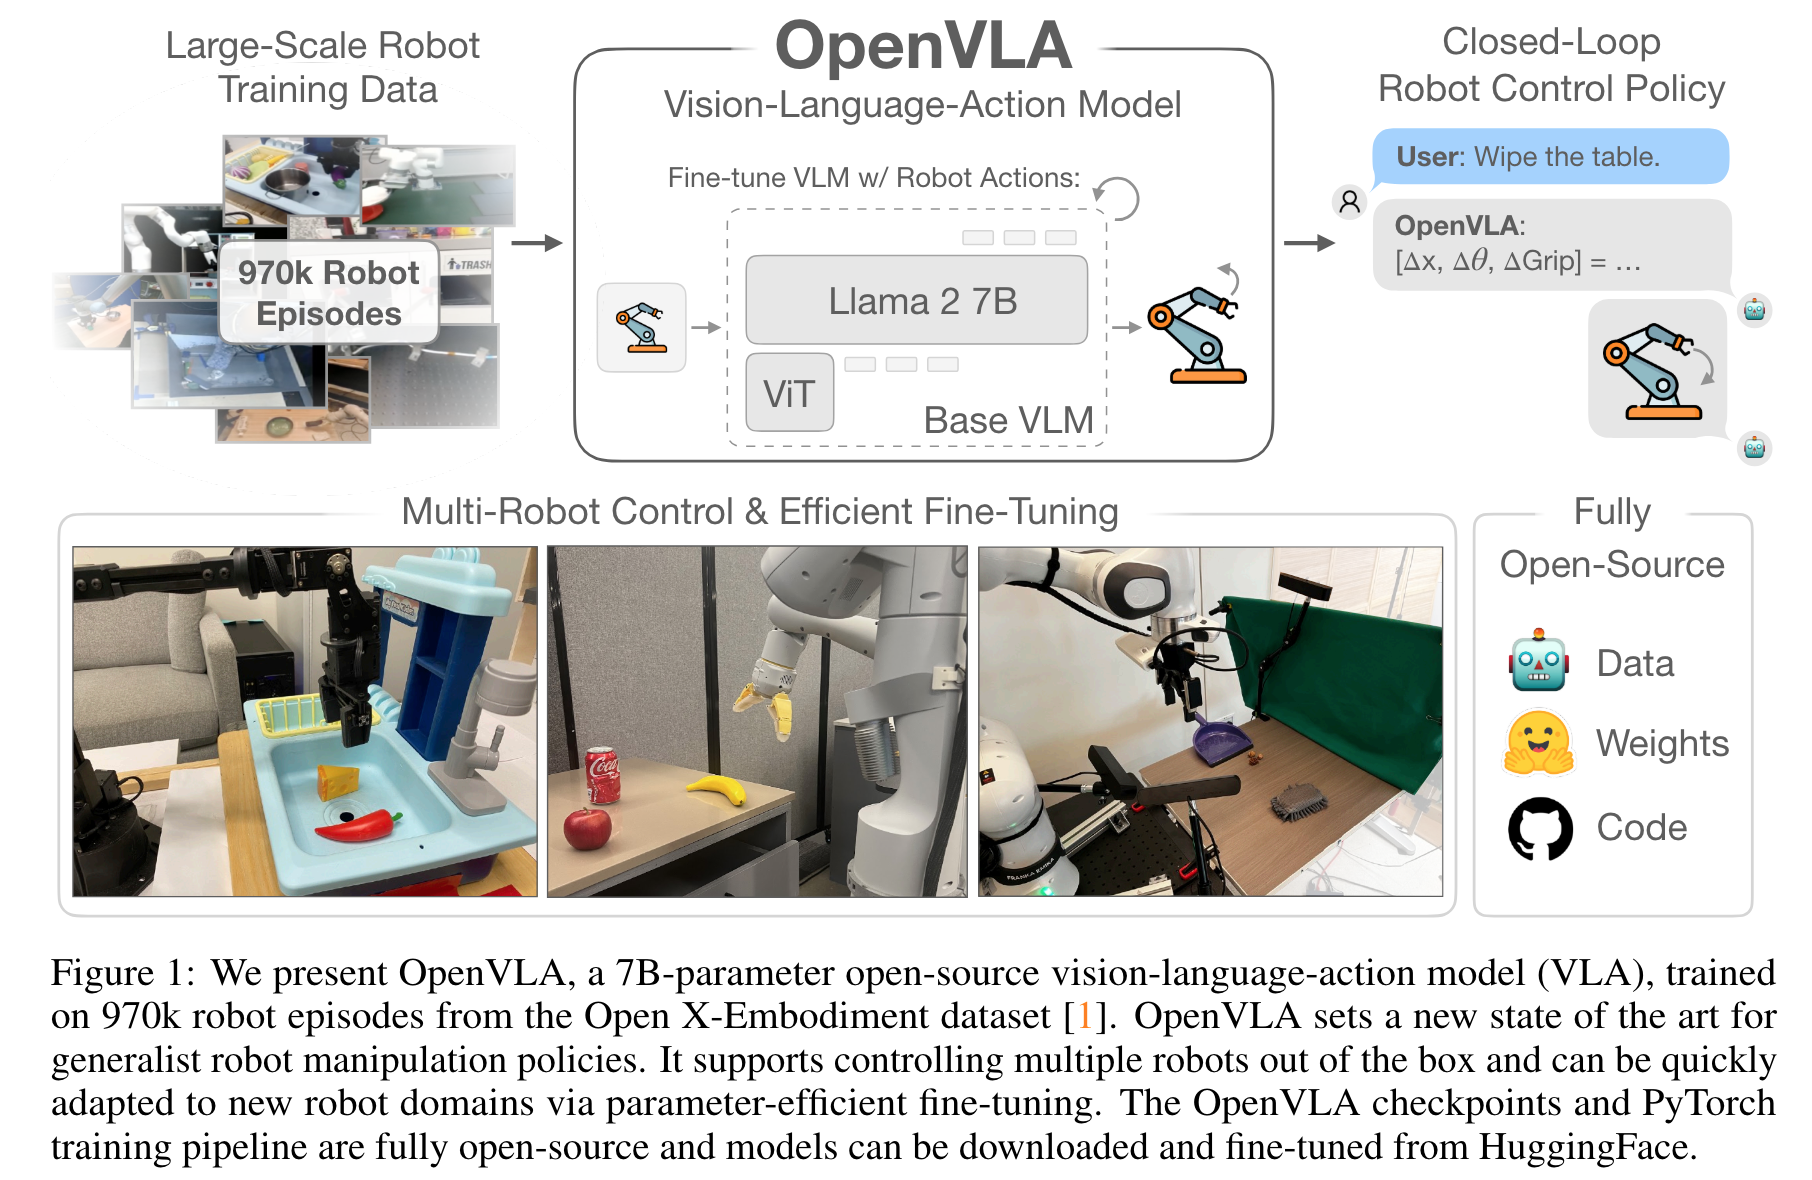 Large-Scale Robot
Training Data
970k Robot
Episodes
TRASH
OpenVLA
Vision-Language-Action Model
Fine-tune VLM w/ Robot Actions:
Llama 2 7B
ViT
Base VLM
Closed-Loop
Robot Control Policy
User: Wipe the table.
OpenVLA:
[Δx, Δθ, ΔGrip] = …
Multi-Robot Control & Efficient Fine-Tuning
Coca
FRANKA EMIKA
Fully
Open-Source
Data
Weights
Code
Figure 1: We present OpenVLA, a 7B-parameter open-source vision-language-action model (VLA), trained
on 970k robot episodes from the Open X-Embodiment dataset [1]. OpenVLA sets a new state of the art for
generalist robot manipulation policies. It supports controlling multiple robots out of the box and can be quickly
adapted to new robot domains via parameter-efficient fine-tuning. The OpenVLA checkpoints and PyTorch
training pipeline are fully open-source and models can be downloaded and fine-tuned from HuggingFace.